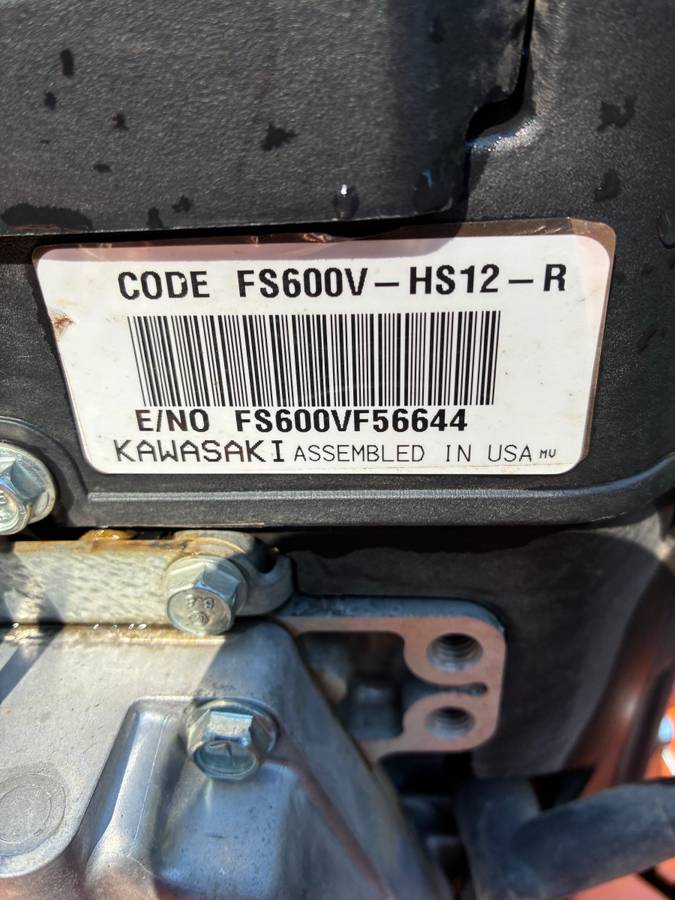 CODE FS600V-HS12-R
E/NO FS600VF56644
KAWASAKI ASSEMBLED IN USA MU